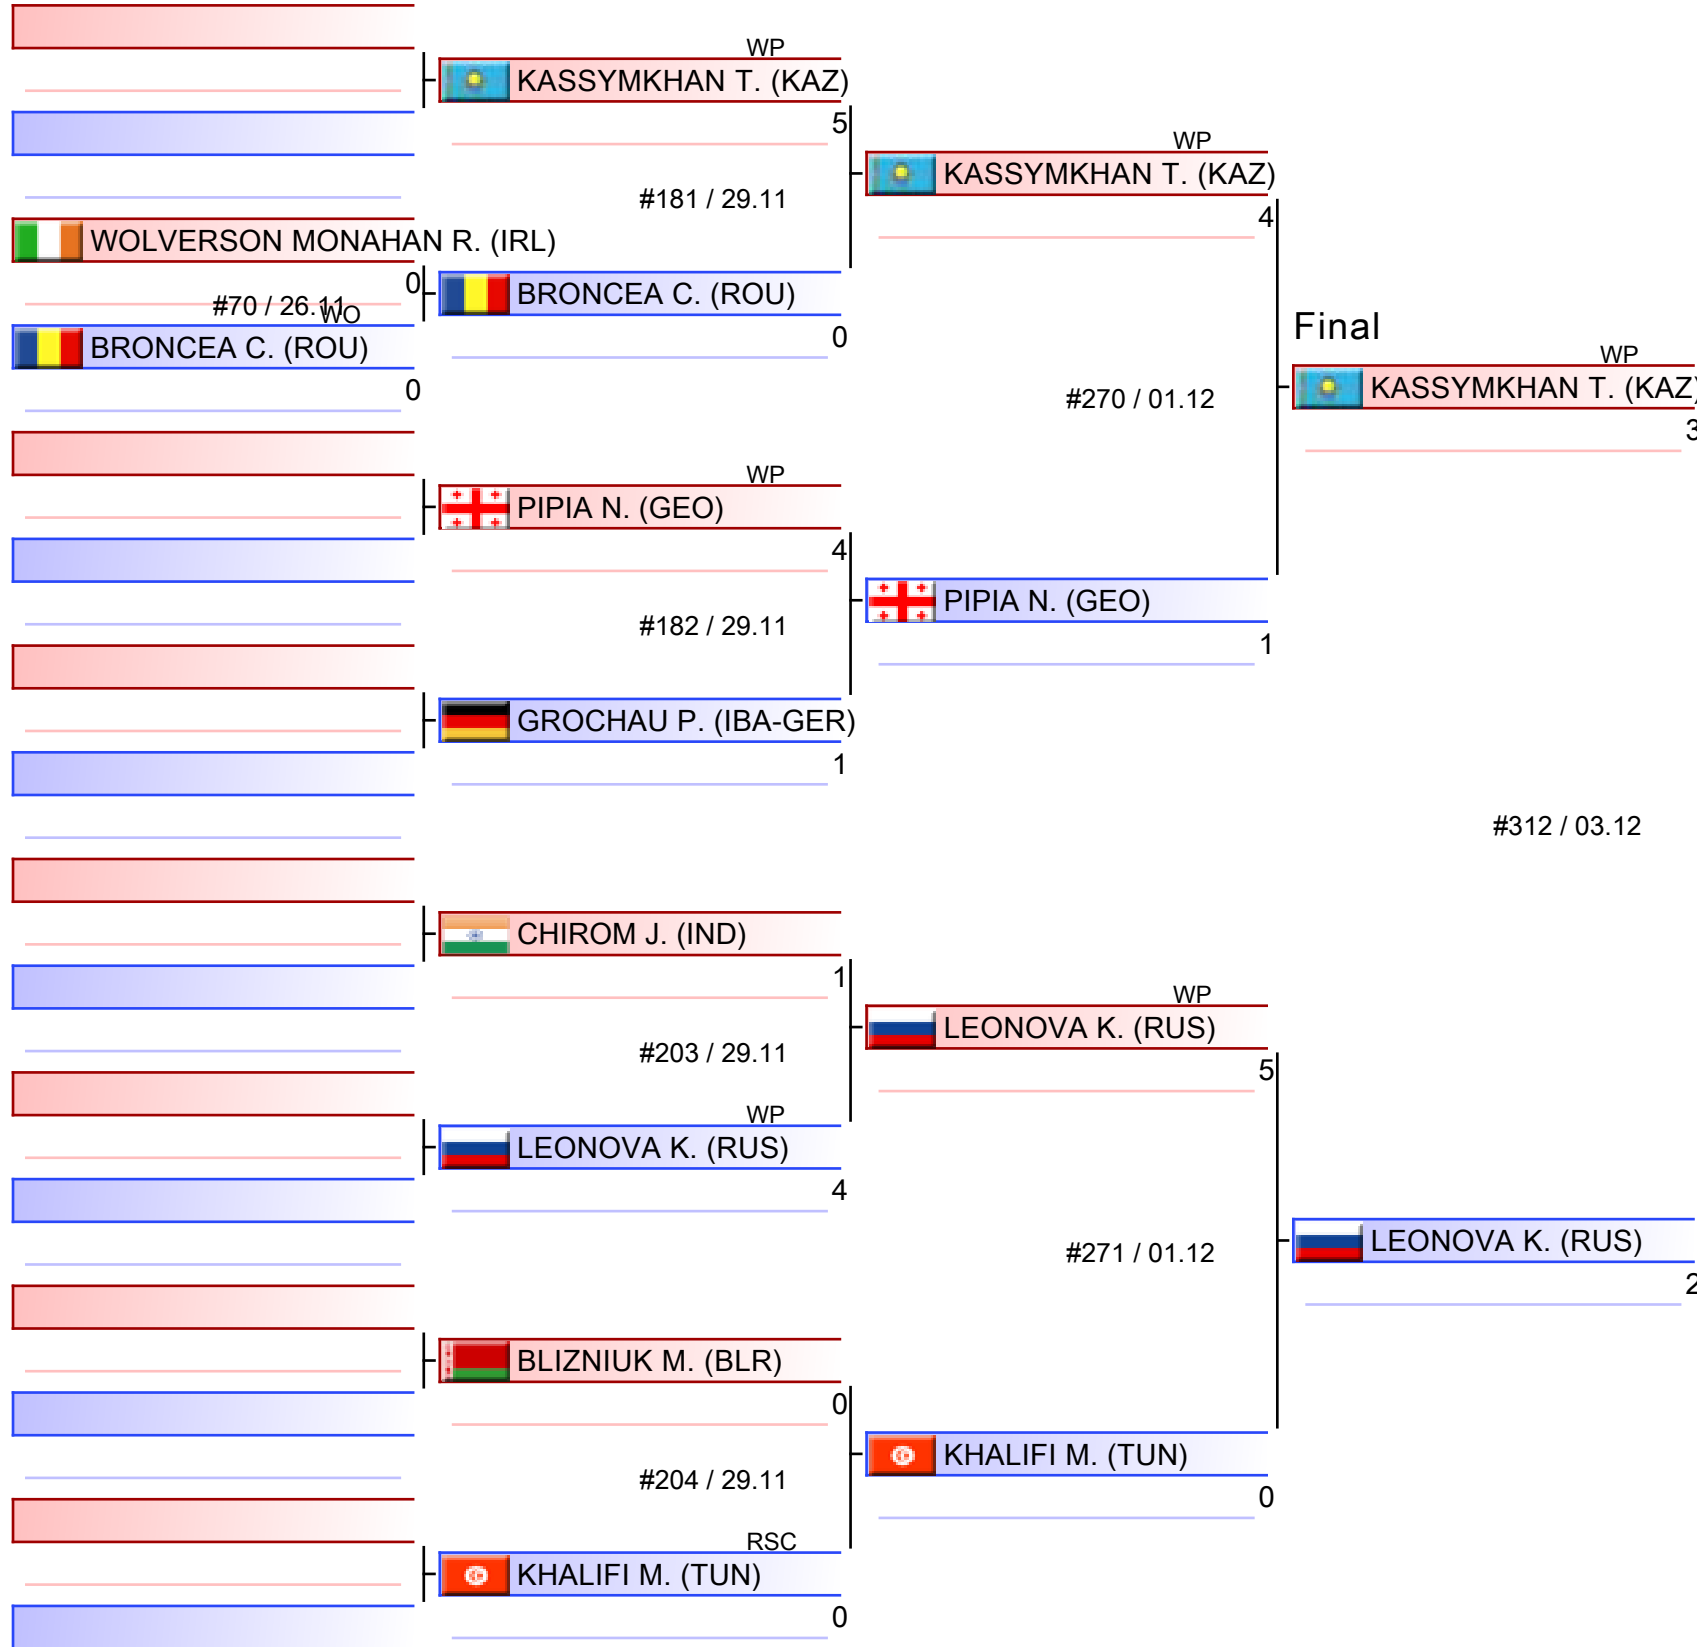 WP
KASSYMKHAN T. (KAZ)
5
WP
KASSYMKHAN T. (KAZ)
#181 / 29.11
4
WOLVERSON MONAHAN R. (IRL)
0
BRONCEA C. (ROU)
#70 / 26.11
WO
0
Final
BRONCEA C. (ROU)
WP
KASSYMKHAN T. (KAZ)
0
#270 / 01.12
3
WP
PIPIA N. (GEO)
4
PIPIA N. (GEO)
#182 / 29.11
1
GROCHAU P. (IBA-GER)
1
#312 / 03.12
CHIROM J. (IND)
1
WP
LEONOVA K. (RUS)
#203 / 29.11
5
WP
LEONOVA K. (RUS)
4
LEONOVA K. (RUS)
#271 / 01.12
2
BLIZNIUK M. (BLR)
0
KHALIFI M. (TUN)
#204 / 29.11
0
RSC
KHALIFI M. (TUN)
0